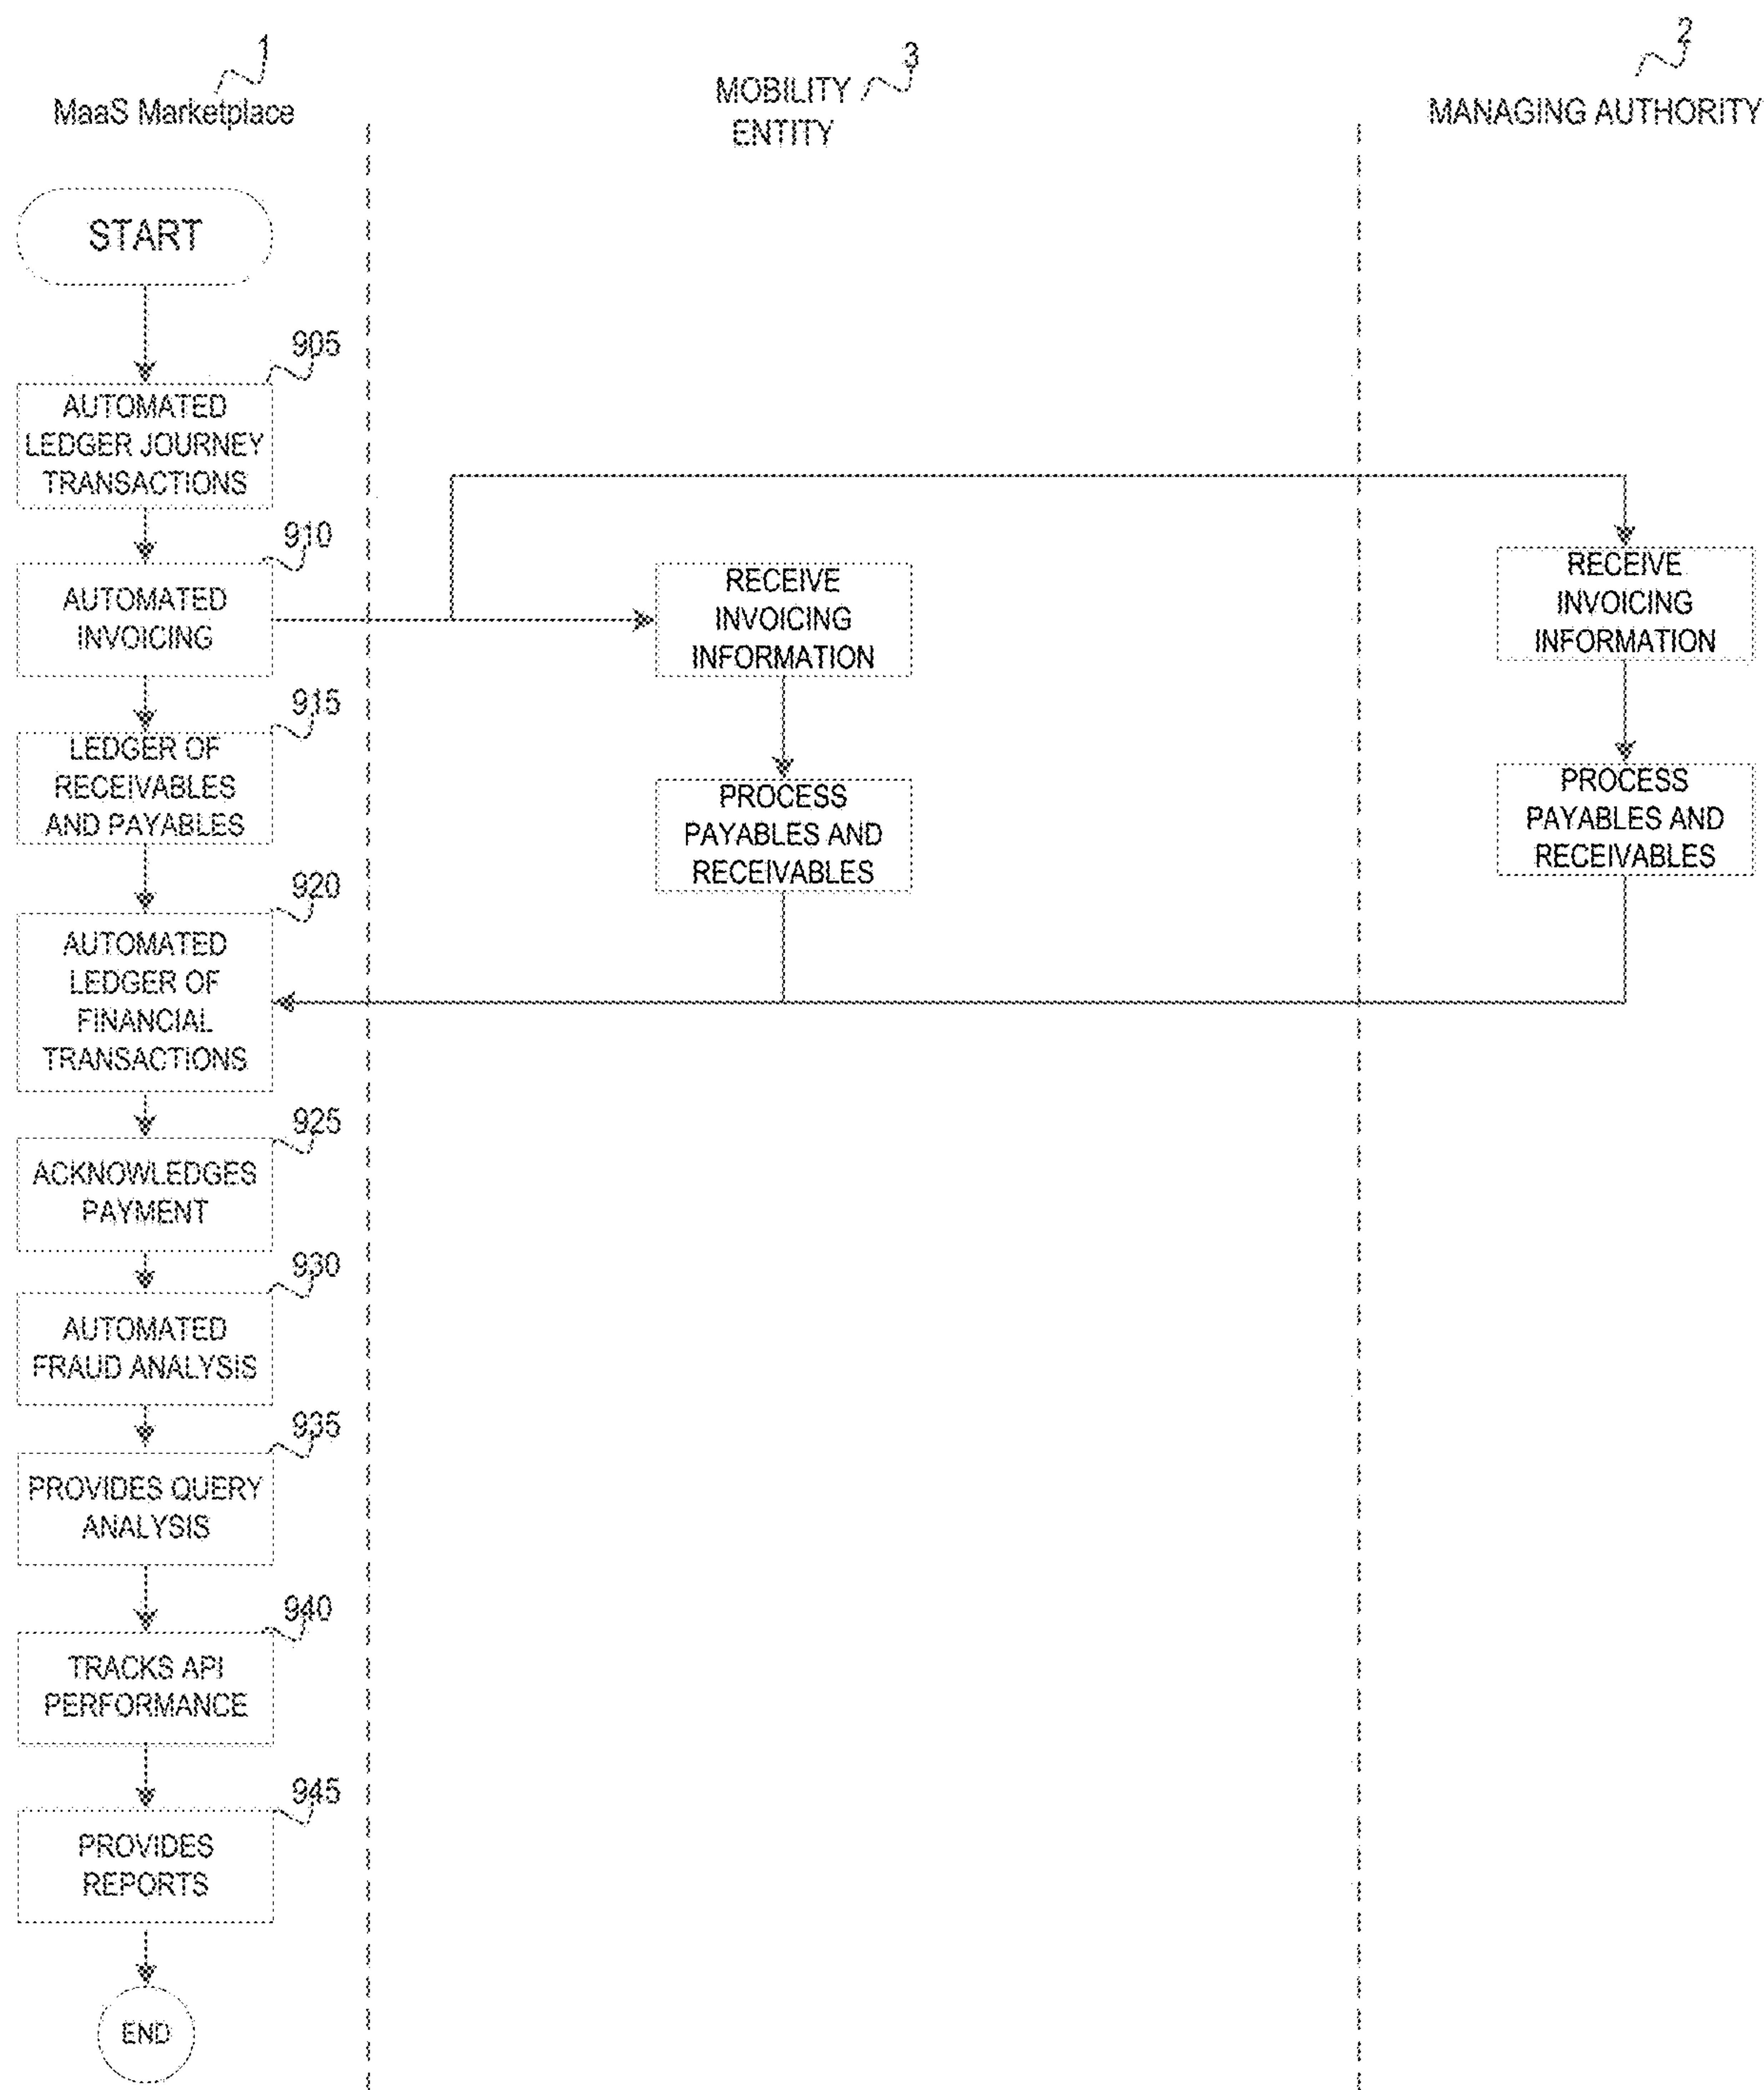 1
MaaS Marketplace
3
MOBILITY
ENTITY
2
MANAGING AUTHORITY
START
905
AUTOMATED
LEDGER JOURNEY
TRANSACTIONS
910
AUTOMATED
INVOICING
RECEIVE
INVOICING
INFORMATION
RECEIVE
INVOICING
INFORMATION
915
LEDGER OF
RECEIVABLES
AND PAYABLES
PROCESS
PAYABLES AND
RECEIVABLES
PROCESS
PAYABLES AND
RECEIVABLES
920
AUTOMATED
LEDGER OF
FINANCIAL
TRANSACTIONS
925
ACKNOWLEDGES
PAYMENT
930
AUTOMATED
FRAUD ANALYSIS
935
PROVIDES QUERY
ANALYSIS
940
TRACKS API
PERFORMANCE
945
PROVIDES
REPORTS
END